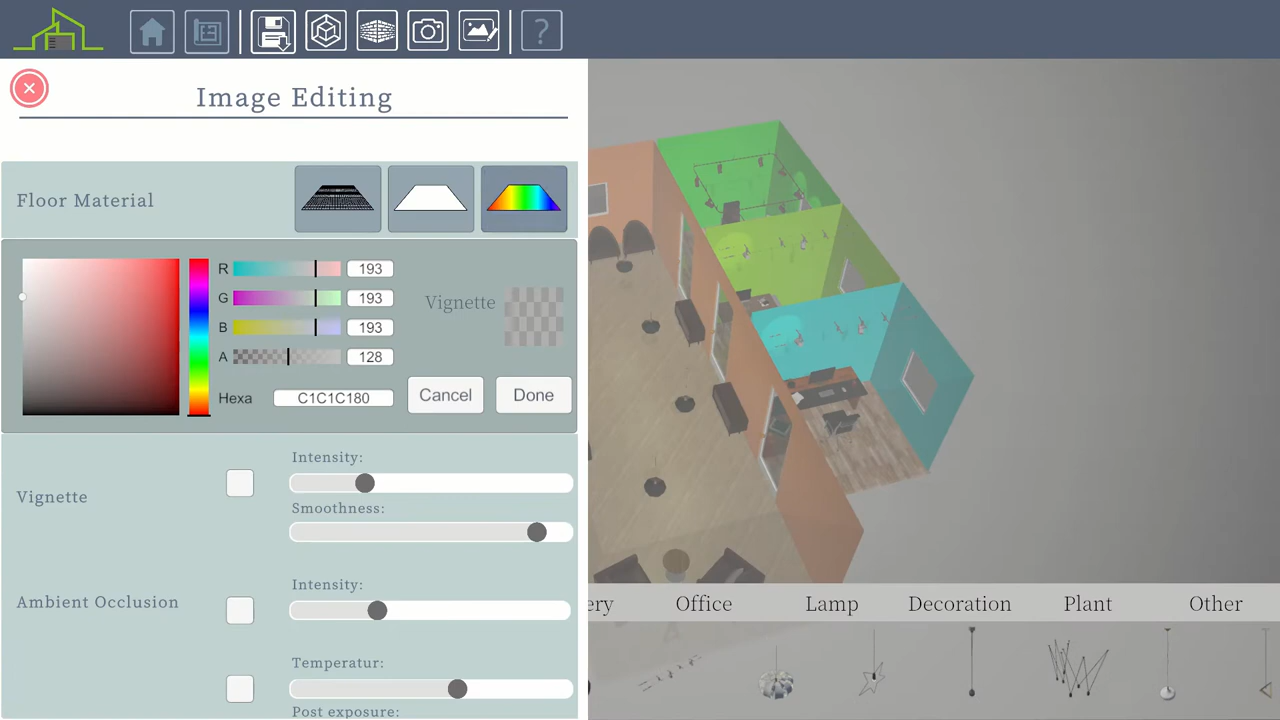 ?
Image Editing
Floor Material
R 193
G 193
B 193
A 128
Vignette
Hexa C1C1C180
Cancel Done
Vignette
Intensity:
Smoothness:
Ambient Occlusion
Intensity:
Temperatur:
Post exposure:
ery Office Lamp Decoration Plant Other